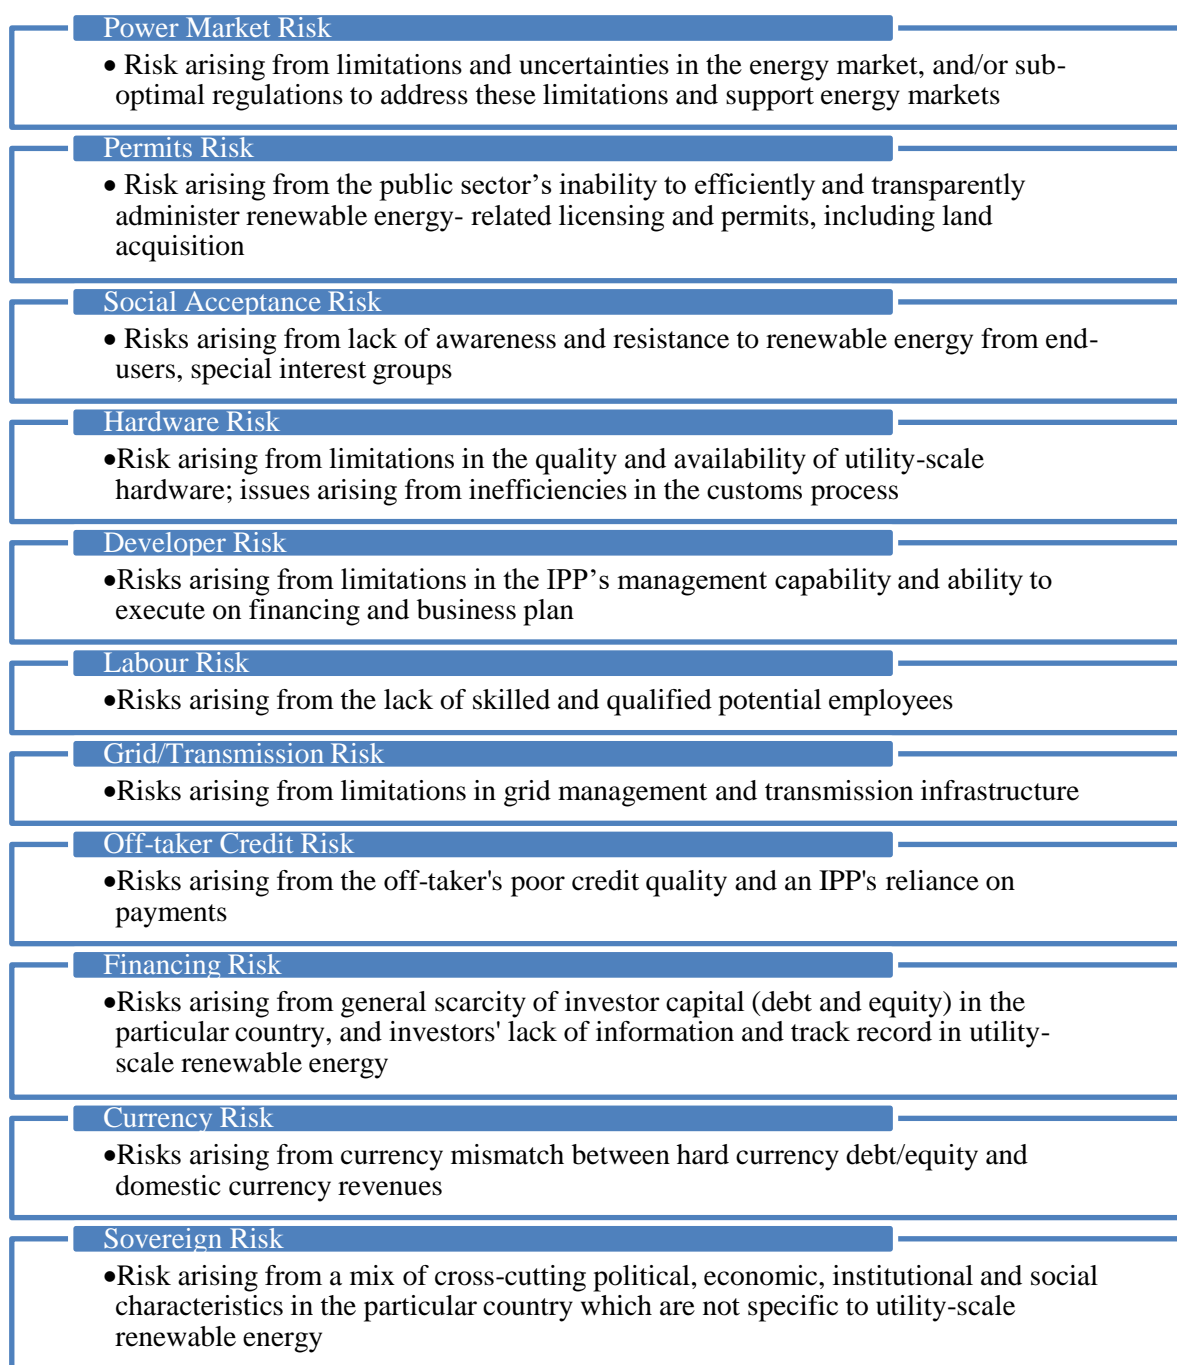 Power Market Risk
• Risk arising from limitations and uncertainties in the energy market, and/or sub-
optimal regulations to address these limitations and support energy markets
Permits Risk
• Risk arising from the public sector’s inability to efficiently and transparently
administer renewable energy- related licensing and permits, including land
acquisition
Social Acceptance Risk
• Risks arising from lack of awareness and resistance to renewable energy from end-
users, special interest groups
Hardware Risk
•Risk arising from limitations in the quality and availability of utility-scale
hardware; issues arising from inefficiencies in the customs process
Developer Risk
•Risks arising from limitations in the IPP’s management capability and ability to
execute on financing and business plan
Labour Risk
•Risks arising from the lack of skilled and qualified potential employees
Grid/Transmission Risk
•Risks arising from limitations in grid management and transmission infrastructure
Off-taker Credit Risk
•Risks arising from the off-taker's poor credit quality and an IPP's reliance on
payments
Financing Risk
•Risks arising from general scarcity of investor capital (debt and equity) in the
particular country, and investors' lack of information and track record in utility-
scale renewable energy
Currency Risk
•Risks arising from currency mismatch between hard currency debt/equity and
domestic currency revenues
Sovereign Risk
•Risk arising from a mix of cross-cutting political, economic, institutional and social
characteristics in the particular country which are not specific to utility-scale
renewable energy